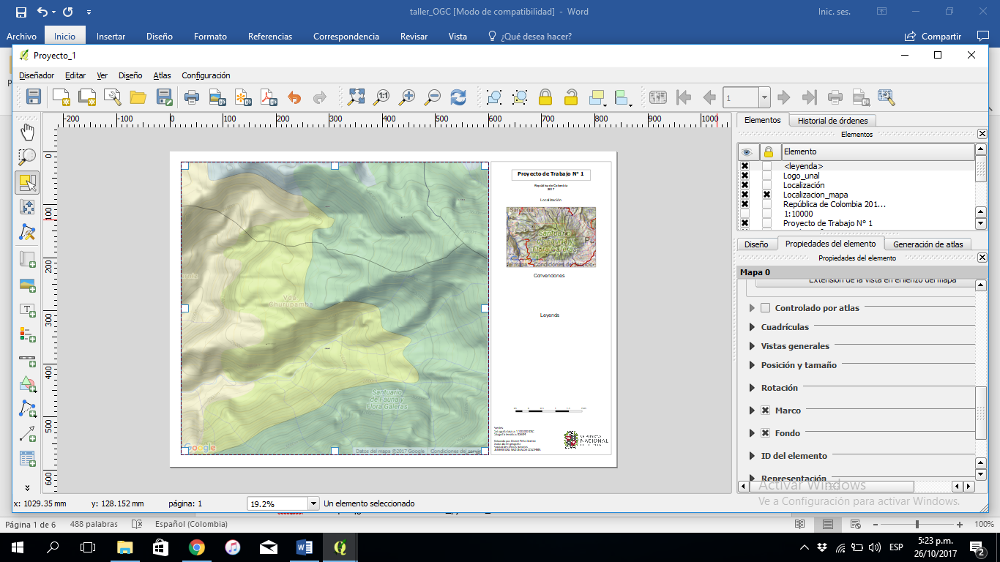 taller_OGC [Modo de compatibilidad] - Word
Inic. ses.
Archivo Inicio Insertar Diseño Formato Referencias Correspondencia Revisar Vista ¿Qué desea hacer? Compartir
Proyecto_1
Diseñador Editar Ver Diseño Atlas Configuración
1:1
1
-200 -100 0 100 200 300 400 500 600 700 800 900 1000
0 100 200 300 400 500 600
Elementos Historial de órdenes
Elementos
Elemento
<leyenda>
Logo_unal
Localización
Localizacion_mapa
República de Colombia 201...
1:10000
Proyecto de Trabajo N° 1
Diseño Propiedades del elemento Generación de atlas
Propiedades del elemento
Mapa 0
Extensión de la vista en lienzo del mapa
Controlado por atlas
Cuadrículas
Vistas generales
Posición y tamaño
Rotación
Marco
Fondo
ID del elemento
Representación
Proyecto de Trabajo N° 1
República de Colombia
2017
Localización
Santuario
de Fauna y
Flora Galeras
Convenciones
Leyenda
NACIONAL
Vda
Churupamba
Santuario
de Fauna y
Flora Galeras
Google
Datos del mapa ©2017 Google Condiciones del servicio
Activar Windows
Ve a Configuración para activar Windows.
x: 1029.35 mm y: 128.152 mm página: 1 19.2% Un elemento seleccionado
Página 1 de 6 488 palabras Español (Colombia) 100%
ESP
5:23 p.m.
26/10/2017
2